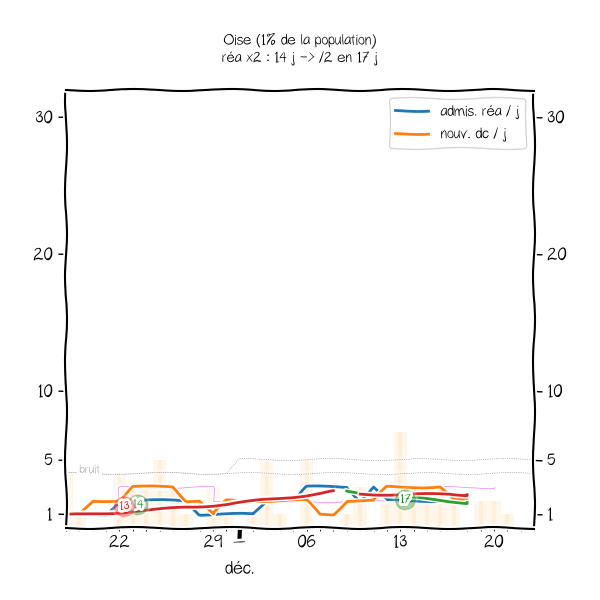 Oise (1% de la population)
réa x2 : 14 j -> /2 en 17 j
admis. réa / j
nouv. dc / j
30 30
20 20
10 10
5 5
bruit
13 14 17
1 1
22 29 06 13 20
déc.